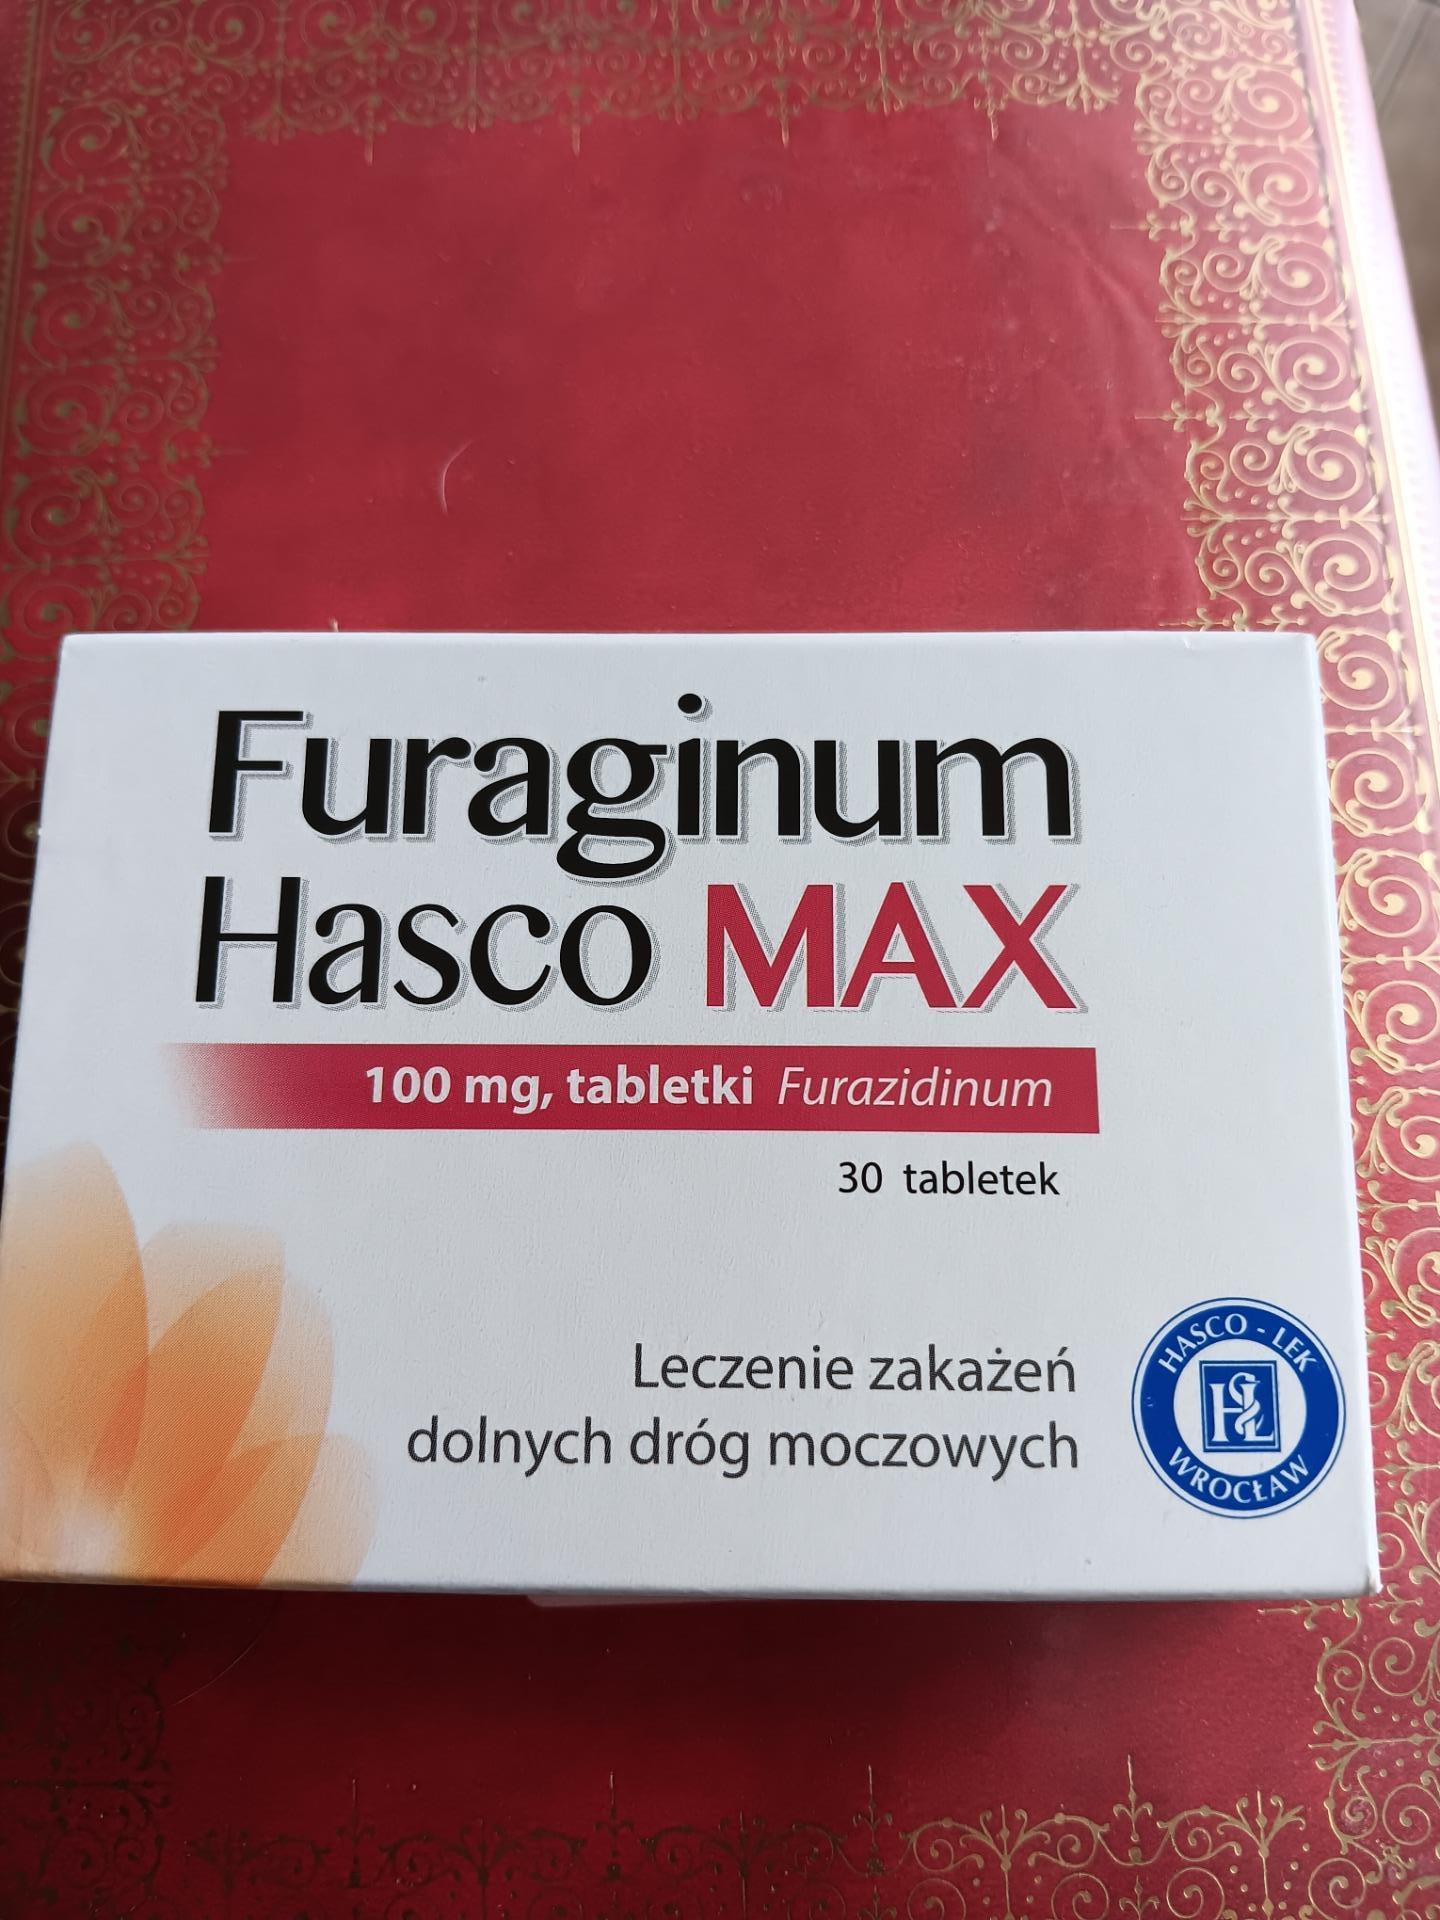 Furaginum
Hasco MAX
100 mg, tabletki Furazidinum
30 tabletek
Leczenie zakażeń
dolnych dróg moczowych
HASCO - LEK
HL
WROCŁAW